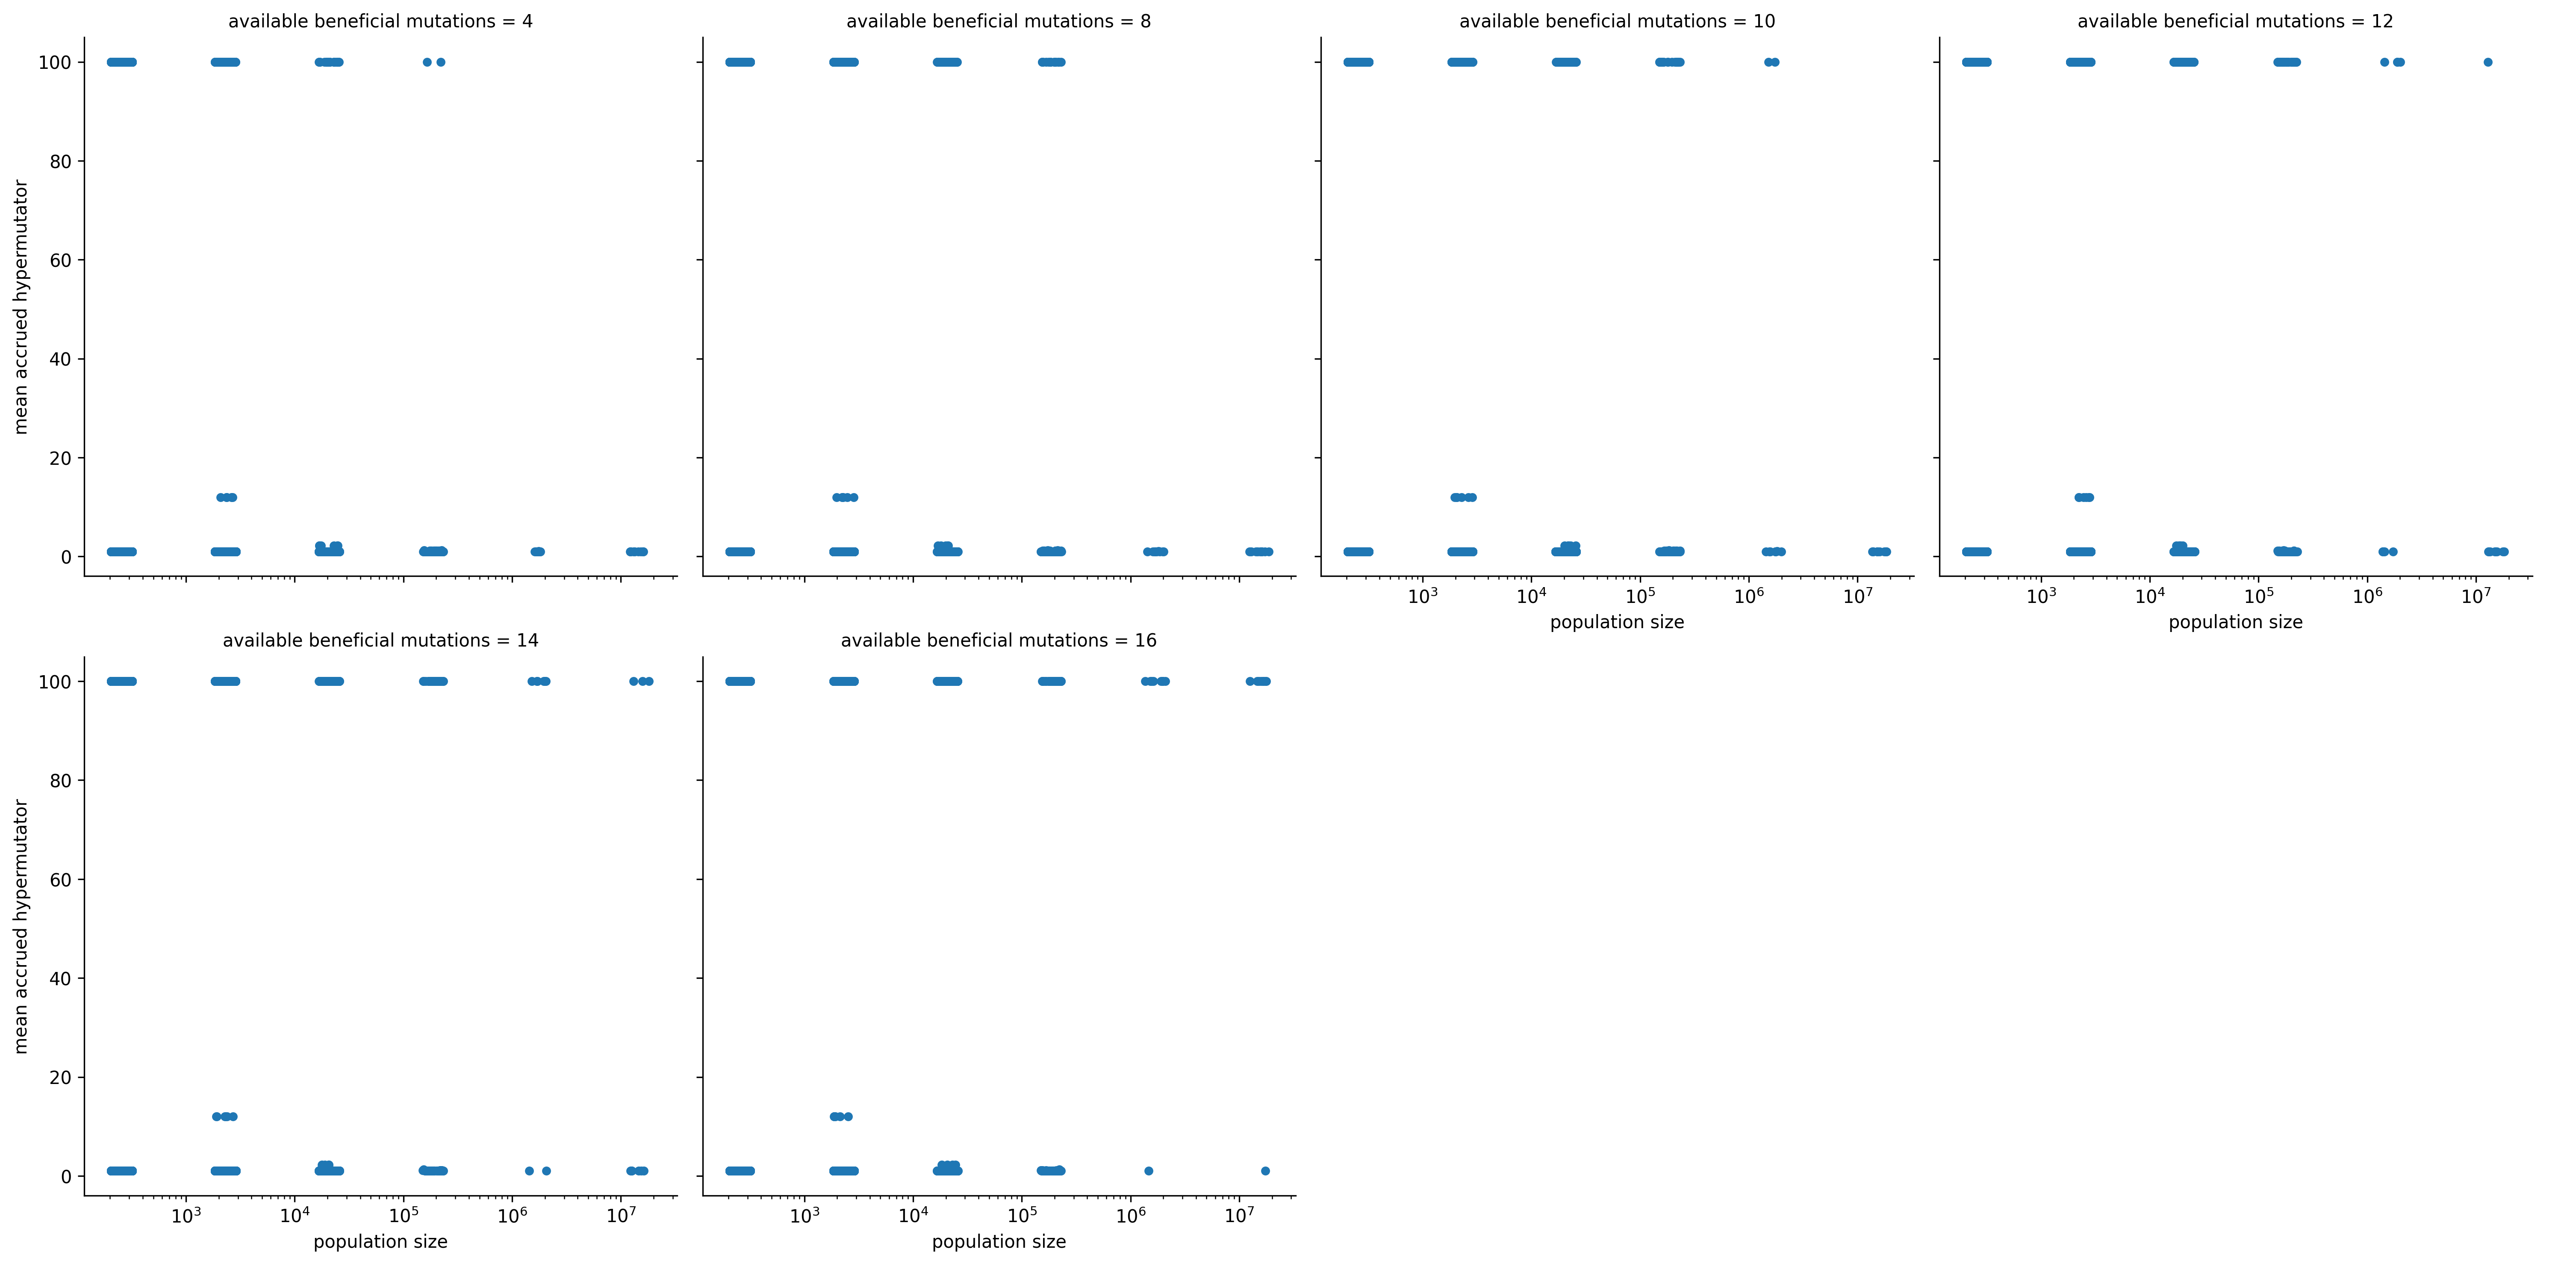 available beneficial mutations = 4
available beneficial mutations = 8
available beneficial mutations = 10
available beneficial mutations = 12
100
80
60
40
20
0
mean accrued hypermutator
10³ 10⁴ 10⁵ 10⁶ 10⁷
population size
10³ 10⁴ 10⁵ 10⁶ 10⁷
population size
available beneficial mutations = 14
available beneficial mutations = 16
100
80
60
40
20
0
mean accrued hypermutator
10³ 10⁴ 10⁵ 10⁶ 10⁷
population size
10³ 10⁴ 10⁵ 10⁶ 10⁷
population size